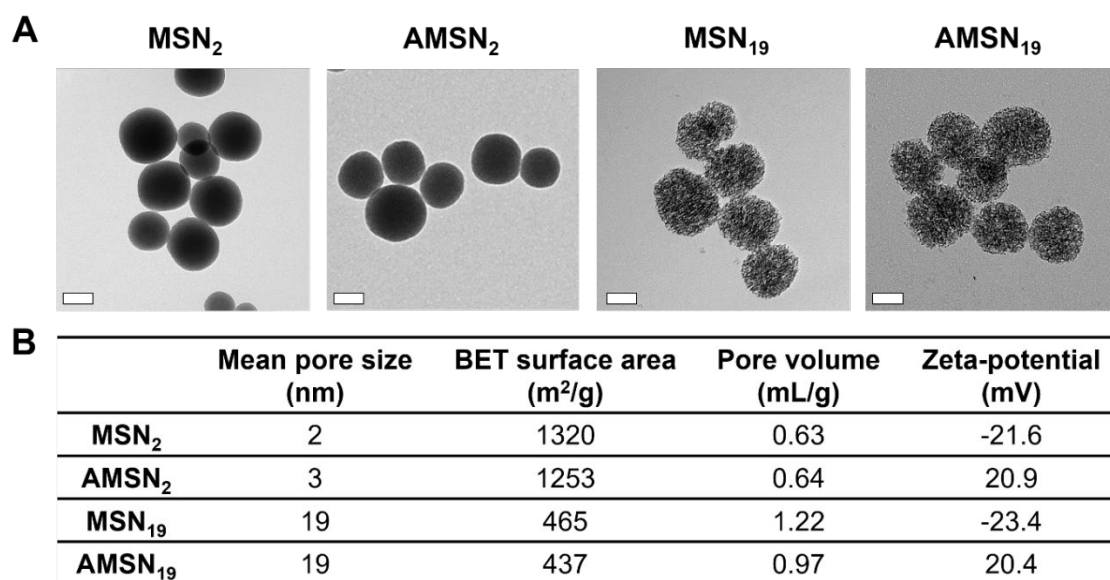 A
MSN₂ AMSN₂ MSN₁₉ AMSN₁₉
B
Mean pore size BET surface area Pore volume Zeta-potential
(nm) (m²/g) (mL/g) (mV)
MSN₂ 2 1320 0.63 -21.6
AMSN₂ 3 1253 0.64 20.9
MSN₁₉ 19 465 1.22 -23.4
AMSN₁₉ 19 437 0.97 20.4